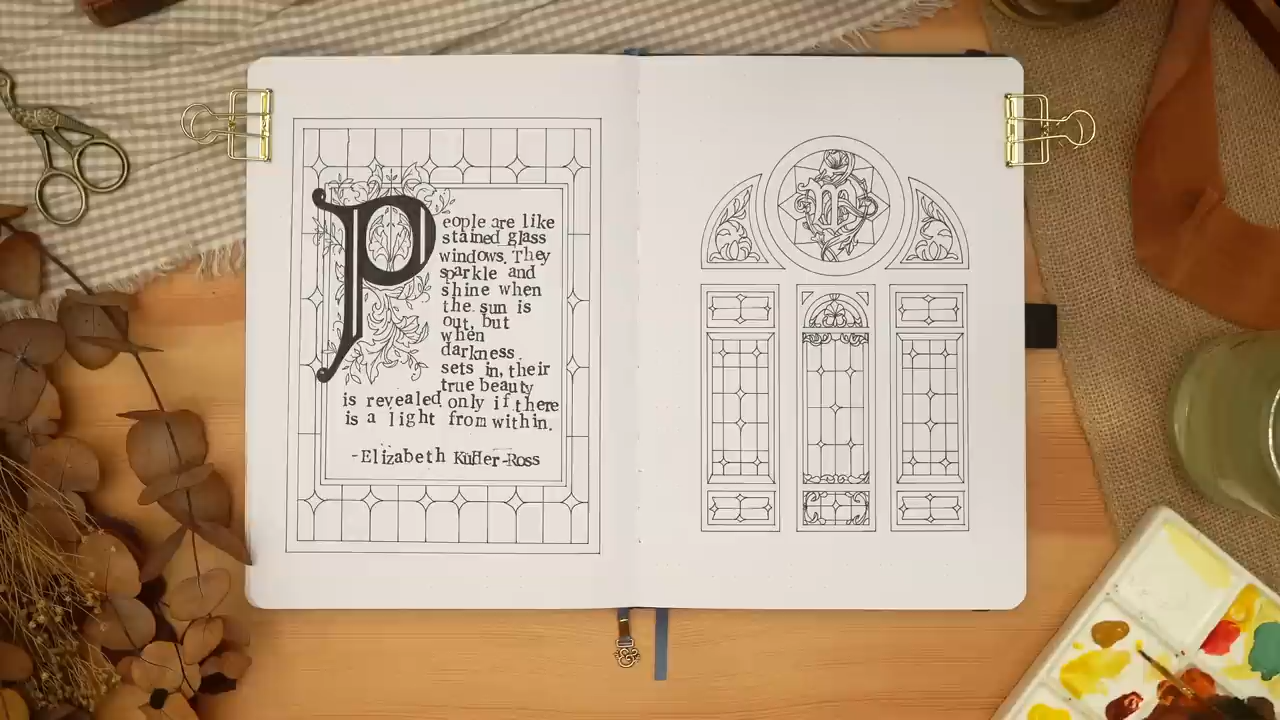 People are like
stained glass
windows. They
sparkle and
shine when
the sun is
out, but
when
darkness
sets in, their
true beauty
is revealed only if there
is a light from within.
-Elizabeth Küller-Ross
M